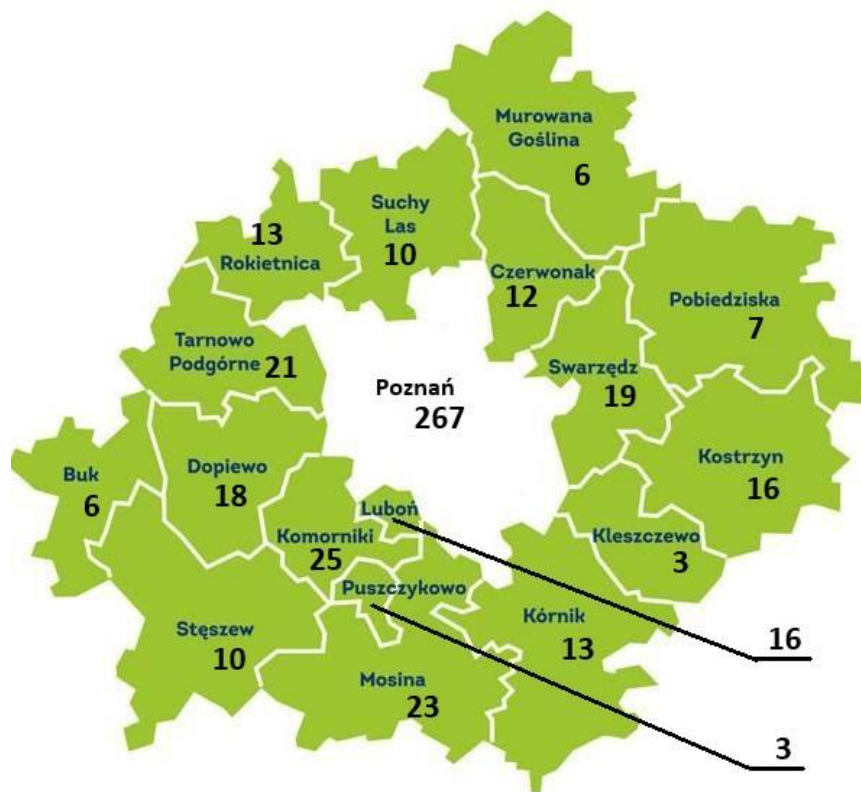 Murowana
Goślina
6
Suchy
Las
10
13
Rokietnica
Czerwonak
12
Pobiedziska
7
Tarnowo
Podgórne 21
Swarzędz
19
Poznań
267
Buk
6
Dopiewo
18
Kostrzyn
16
Luboń
Komorniki
25
Kleszczewo
3
Puszczykowo
Kórnik
13
Stęszew
10
16
Mosina
23
3